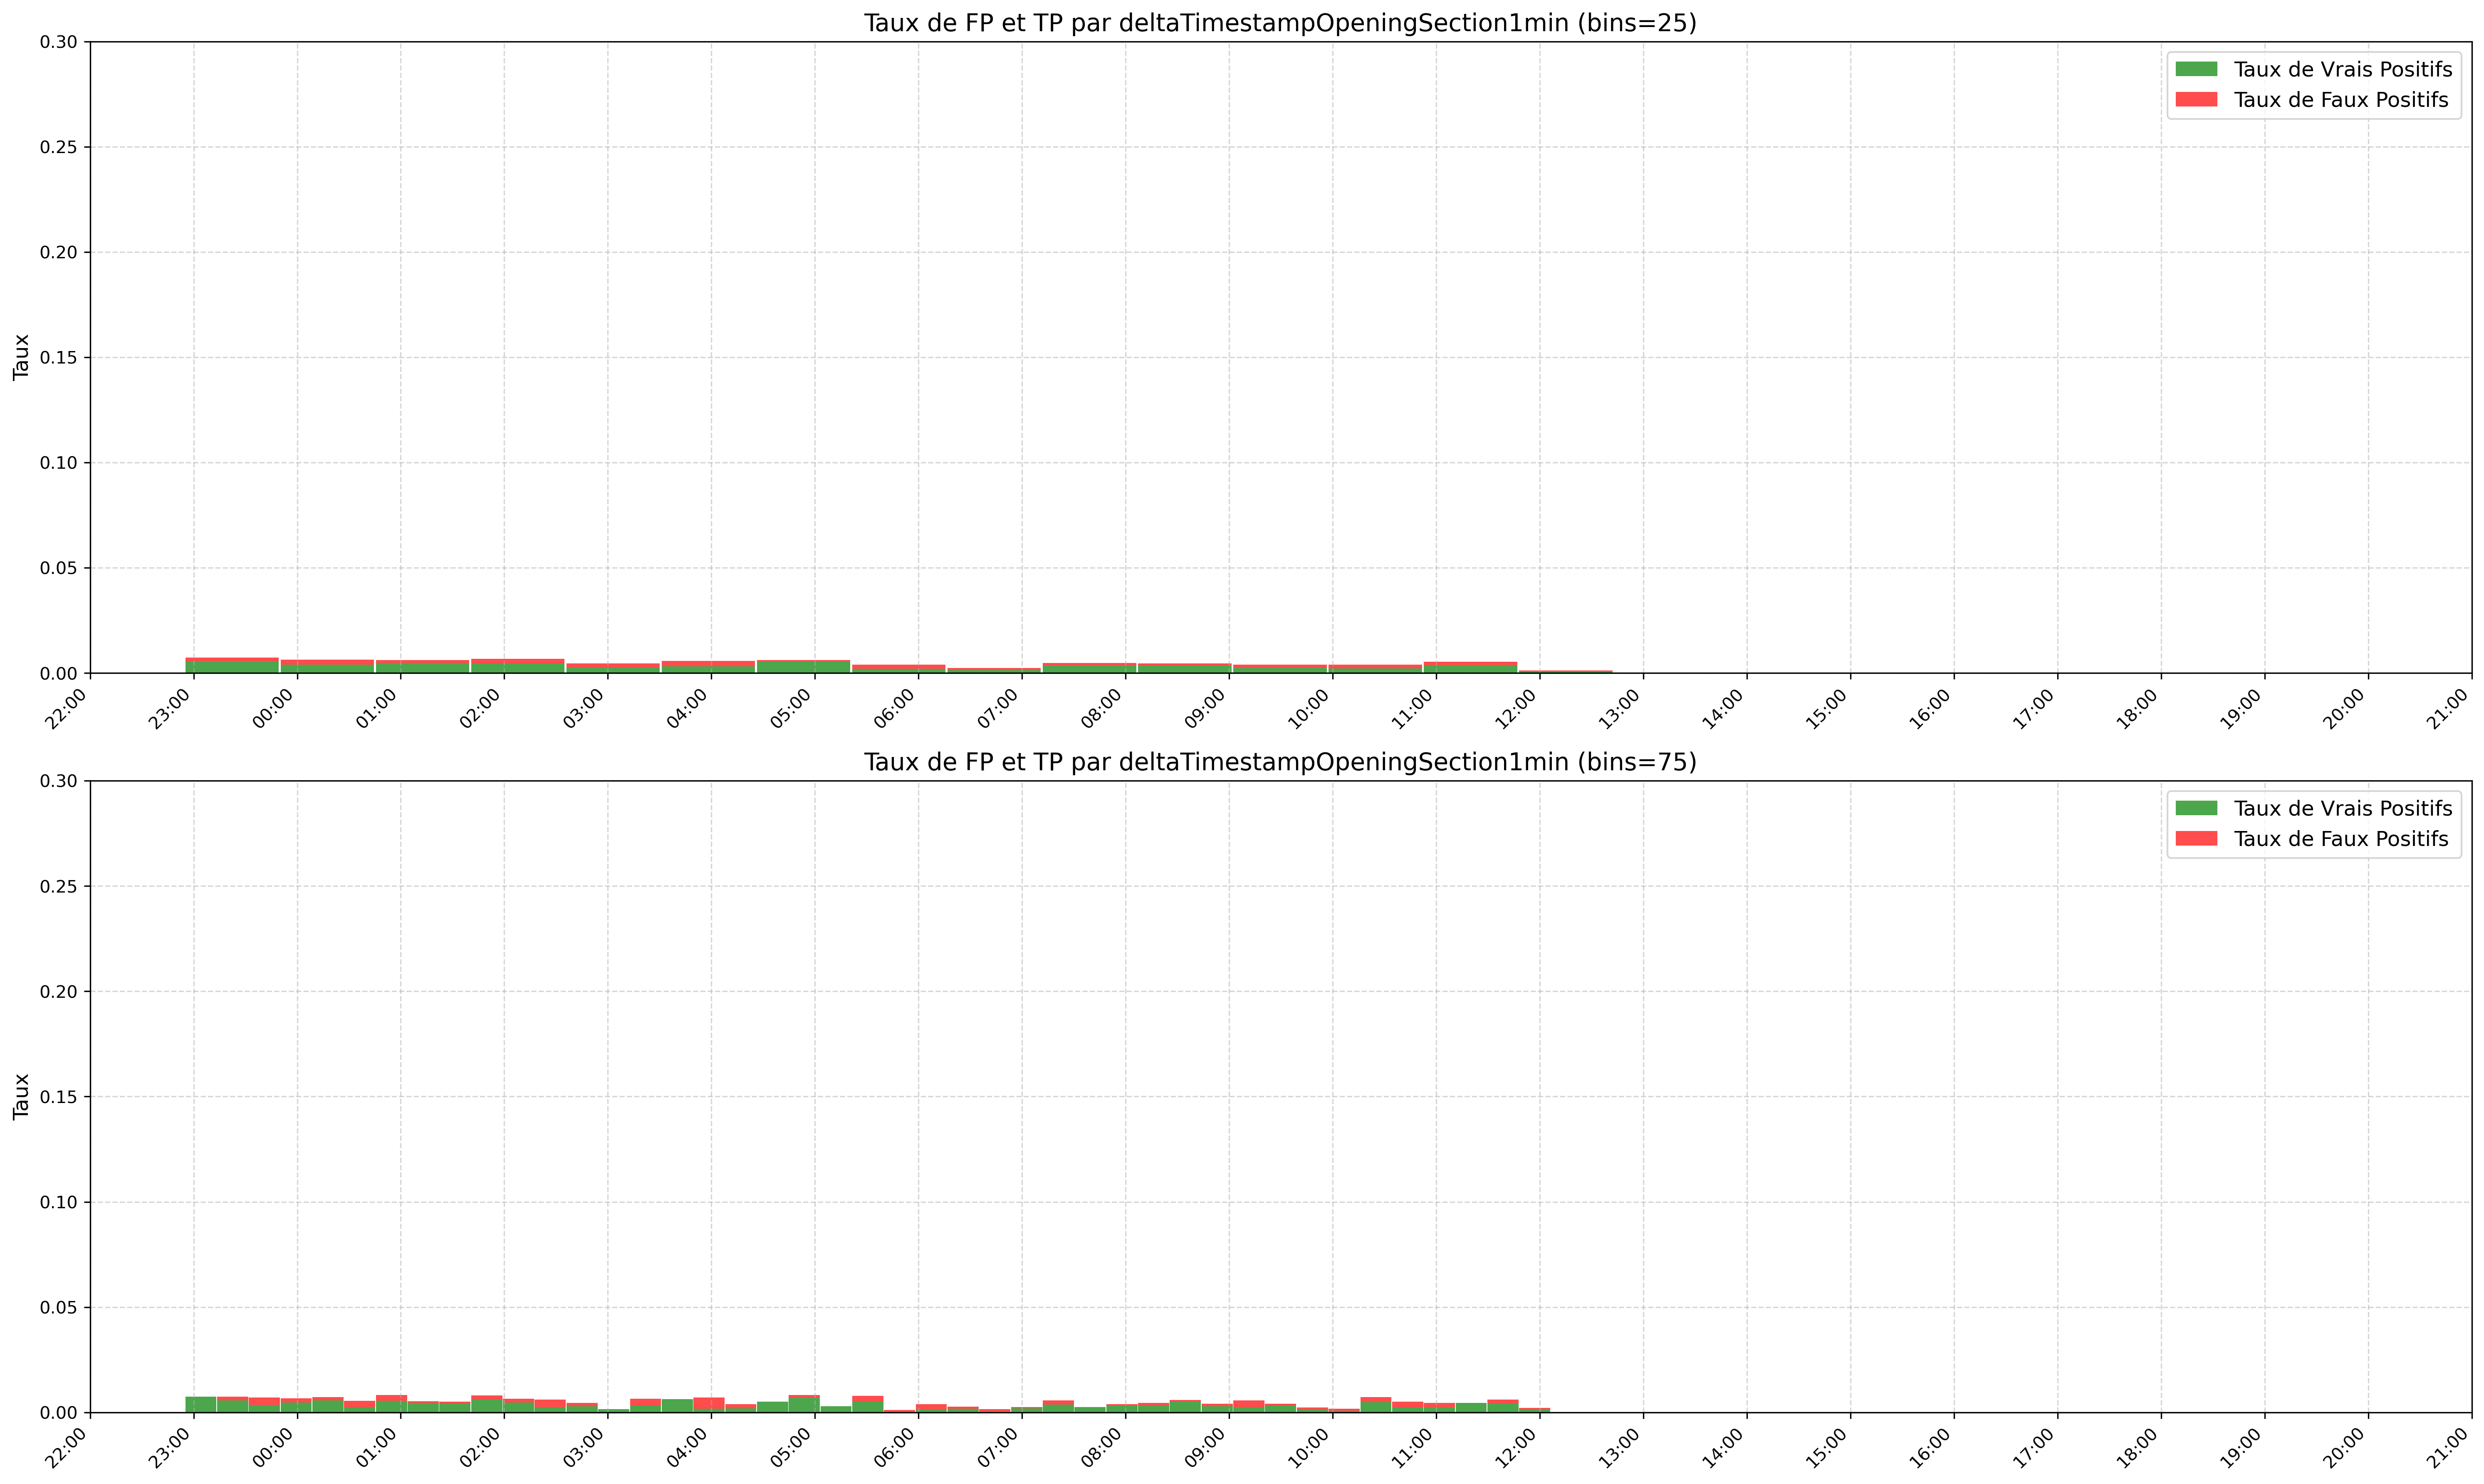 Taux de FP et TP par deltaTimestampOpeningSection1min (bins=25)
Taux
0.30
0.25
0.20
0.15
0.10
0.05
0.00
Taux de Vrais Positifs
Taux de Faux Positifs
22:00 23:00 00:00 01:00 02:00 03:00 04:00 05:00 06:00 07:00 08:00 09:00 10:00 11:00 12:00 13:00 14:00 15:00 16:00 17:00 18:00 19:00 20:00 21:00
Taux de FP et TP par deltaTimestampOpeningSection1min (bins=75)
Taux
0.30
0.25
0.20
0.15
0.10
0.05
0.00
Taux de Vrais Positifs
Taux de Faux Positifs
22:00 23:00 00:00 01:00 02:00 03:00 04:00 05:00 06:00 07:00 08:00 09:00 10:00 11:00 12:00 13:00 14:00 15:00 16:00 17:00 18:00 19:00 20:00 21:00